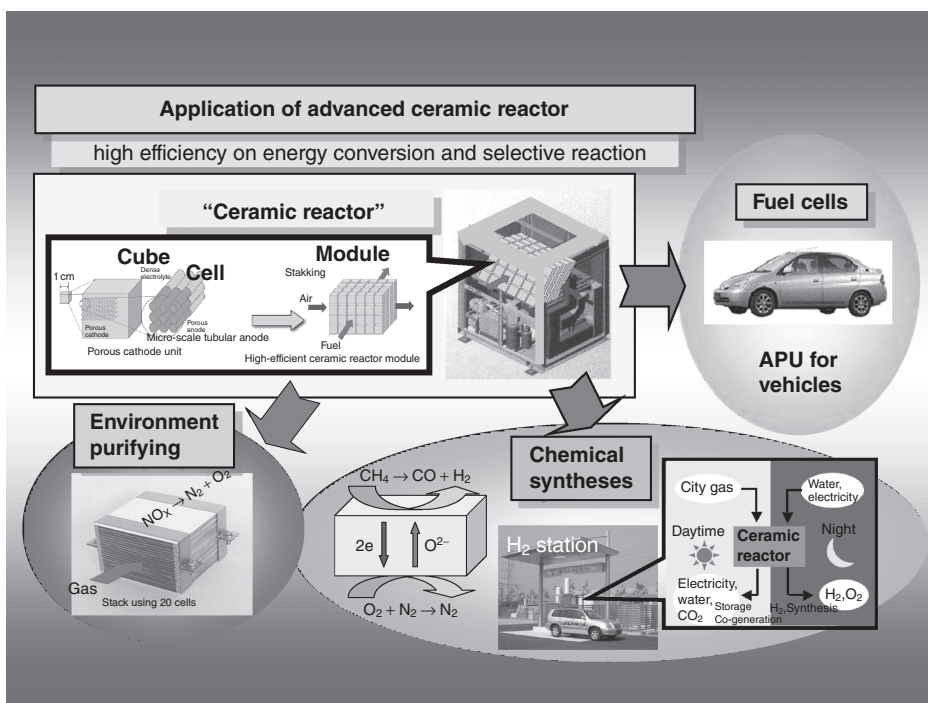 Application of advanced ceramic reactor
high efficiency on energy conversion and selective reaction
“Ceramic reactor”
Cube
Dense
electrolyte
Cell
1 cm
Porous
cathode
Porous
anode
Micro-scale tubular anode
Porous cathode unit
Module
Stakking
Air
Fuel
High-efficient ceramic reactor module
Fuel cells
APU for
vehicles
Environment
purifying
NOx → N₂ + O₂
Gas
Stack using 20 cells
Chemical
syntheses
CH₄ → CO + H₂
2e
O²⁻
O₂ + N₂ → N₂
H₂ station
City gas
Water,
electricity
Daytime
Night
Ceramic
reactor
Electricity,
water,
CO₂
Storage
Co-generation
H₂,Synthesis
H₂,O₂